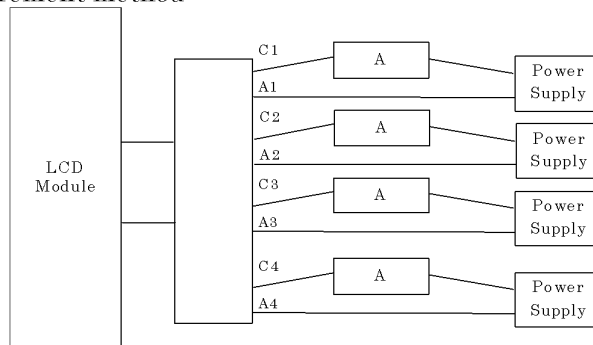 C1
A
Power
Supply
A1
C2
A
Power
Supply
A2
LCD
Module
C3
A
Power
Supply
A3
C4
A
Power
Supply
A4